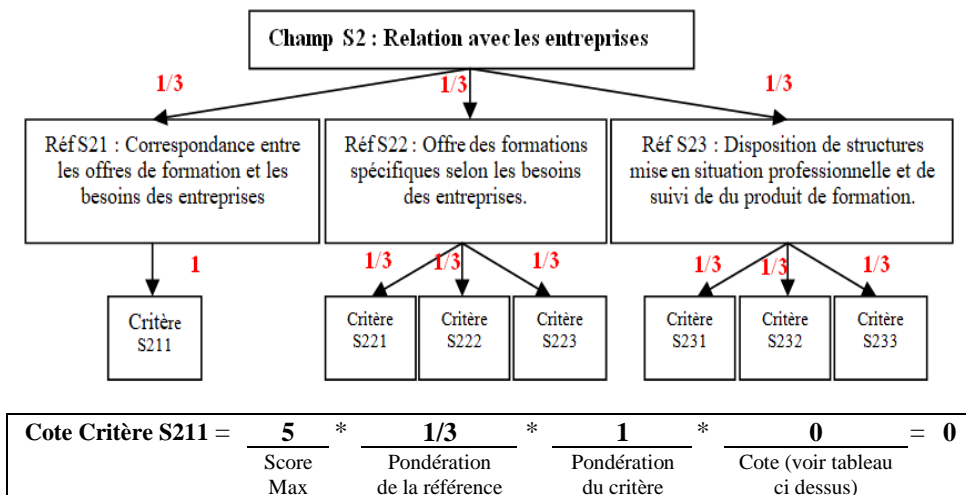 Champ S2 : Relation avec les entreprises
1/3
1/3
1/3
Réf S21 : Correspondance entre
les offres de formation et les
besoins des entreprises
Réf S22 : Offre des formations
spécifiques selon les besoins
des entreprises.
Réf S23 : Disposition de structures
mise en situation professionnelle et de
suivi de du produit de formation.
1
1/3
1/3
1/3
1/3
1/3
1/3
Critère
S211
Critère
S221
Critère
S222
Critère
S223
Critère
S231
Critère
S232
Critère
S233
Cote Critère S211 = 5 * 1/3 * 1 * 0 = 0
Score
Max
Pondération
de la référence
Pondération
du critère
Cote (voir tableau
ci dessus)